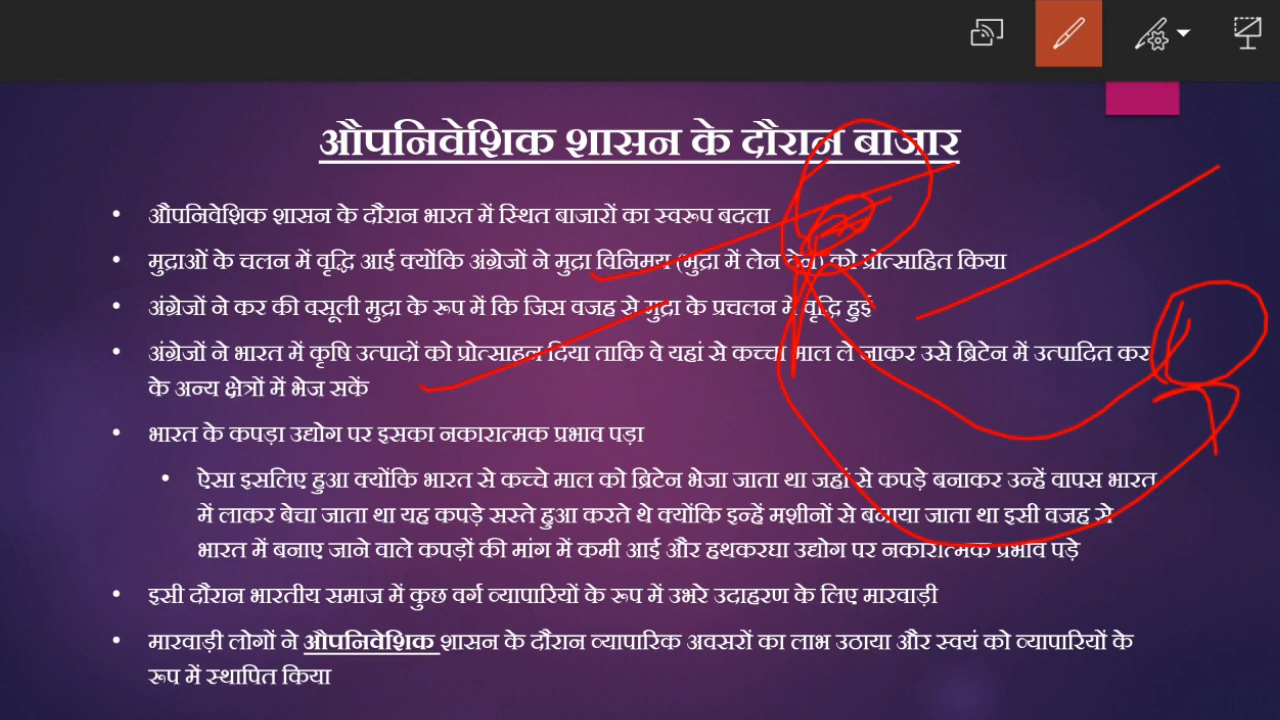 औपनिवेशिक शासन के दौरान बाजार
• औपनिवेशिक शासन के दौरान भारत में स्थित बाजारों का स्वरूप बदला
• मुद्राओं के चलन में वृद्धि आई क्योंकि अंग्रेजों ने मुद्रा विनिमय (मुद्रा में लेन देन) को प्रोत्साहित किया
• अंग्रेजों ने कर की वसूली मुद्रा के रूप में कि जिस वजह से मुद्रा के प्रचलन में वृद्धि हुई
• अंग्रेजों ने भारत में कृषि उत्पादों को प्रोत्साहन दिया ताकि वे यहां से कच्चा माल ले जाकर उसे ब्रिटेन में उत्पादित कर
के अन्य क्षेत्रों में भेज सकें
• भारत के कपड़ा उद्योग पर इसका नकारात्मक प्रभाव पड़ा
• ऐसा इसलिए हुआ क्योंकि भारत से कच्चे माल को ब्रिटेन भेजा जाता था जहां से कपड़े बनाकर उन्हें वापस भारत
में लाकर बेचा जाता था यह कपड़े सस्ते हुआ करते थे क्योंकि इन्हें मशीनों से बनाया जाता था इसी वजह से
भारत में बनाए जाने वाले कपड़ों की मांग में कमी आई और हथकरघा उद्योग पर नकारात्मक प्रभाव पड़े
• इसी दौरान भारतीय समाज में कुछ वर्ग व्यापारियों के रूप में उभरे उदाहरण के लिए मारवाड़ी
• मारवाड़ी लोगों ने औपनिवेशिक शासन के दौरान व्यापारिक अवसरों का लाभ उठाया और स्वयं को व्यापारियों के
रूप में स्थापित किया